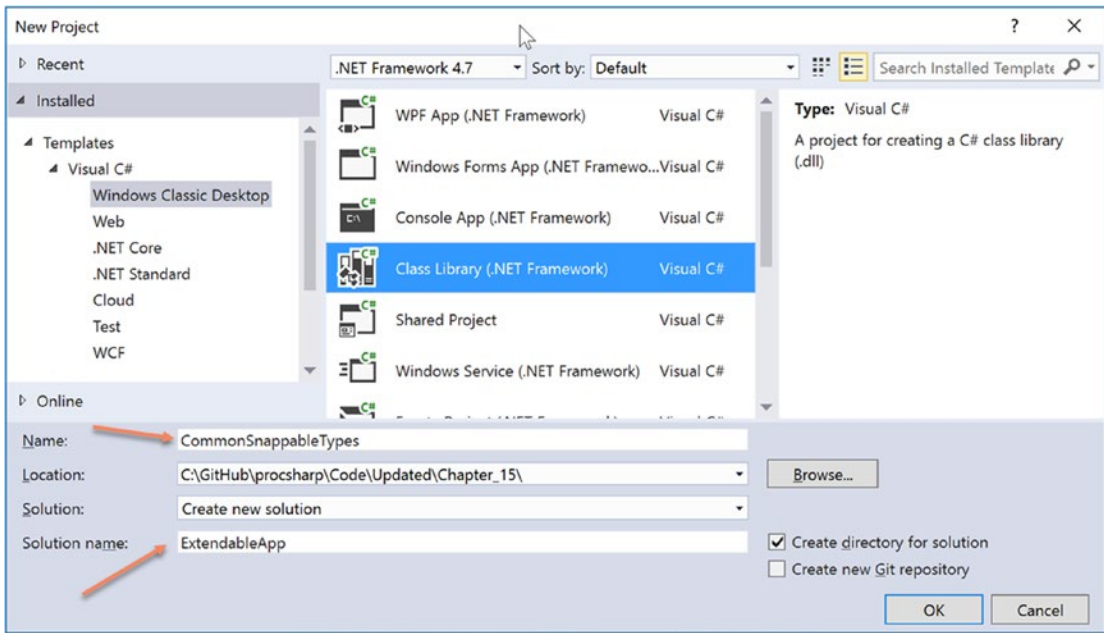 New Project ? ×
Recent
.NET Framework 4.7 Sort by: Default Search Installed Template
Installed
Templates
Visual C#
Windows Classic Desktop
Web
.NET Core
.NET Standard
Cloud
Test
WCF
Online
WPF App (.NET Framework) Visual C#
Windows Forms App (.NET Framewo...Visual C#
Console App (.NET Framework) Visual C#
Class Library (.NET Framework) Visual C#
Shared Project Visual C#
Windows Service (.NET Framework) Visual C#
Type: Visual C#
A project for creating a C# class library
(.dll)
Name: CommonSnappableTypes
Location: C:\GitHub\procsharp\Code\Updated\Chapter_15\ Browse...
Solution: Create new solution
Solution name: ExtendableApp
Create directory for solution
Create new Git repository
OK Cancel